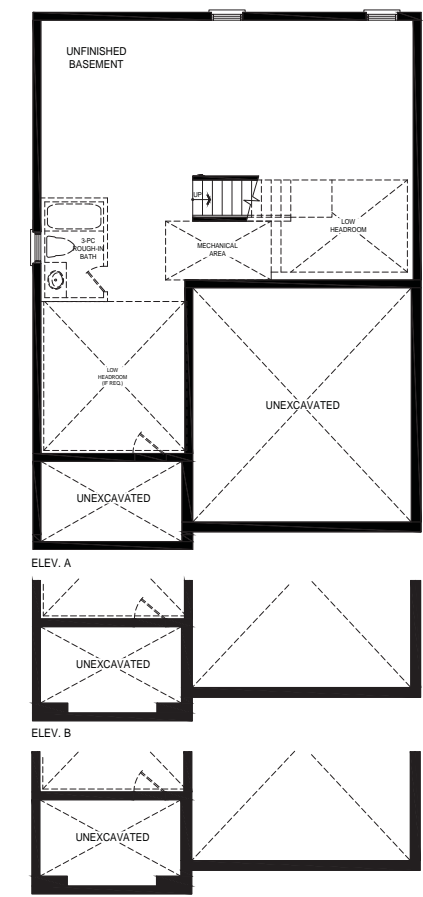 UNFINISHED
BASEMENT
UP
3-PC
ROUGH-IN
BATH
MECHANICAL
AREA
LOW
HEADROOM
LOW
HEADROOM
(IF REQ.)
UNEXCAVATED
UNEXCAVATED
ELEV. A
UNEXCAVATED
ELEV. B
UNEXCAVATED